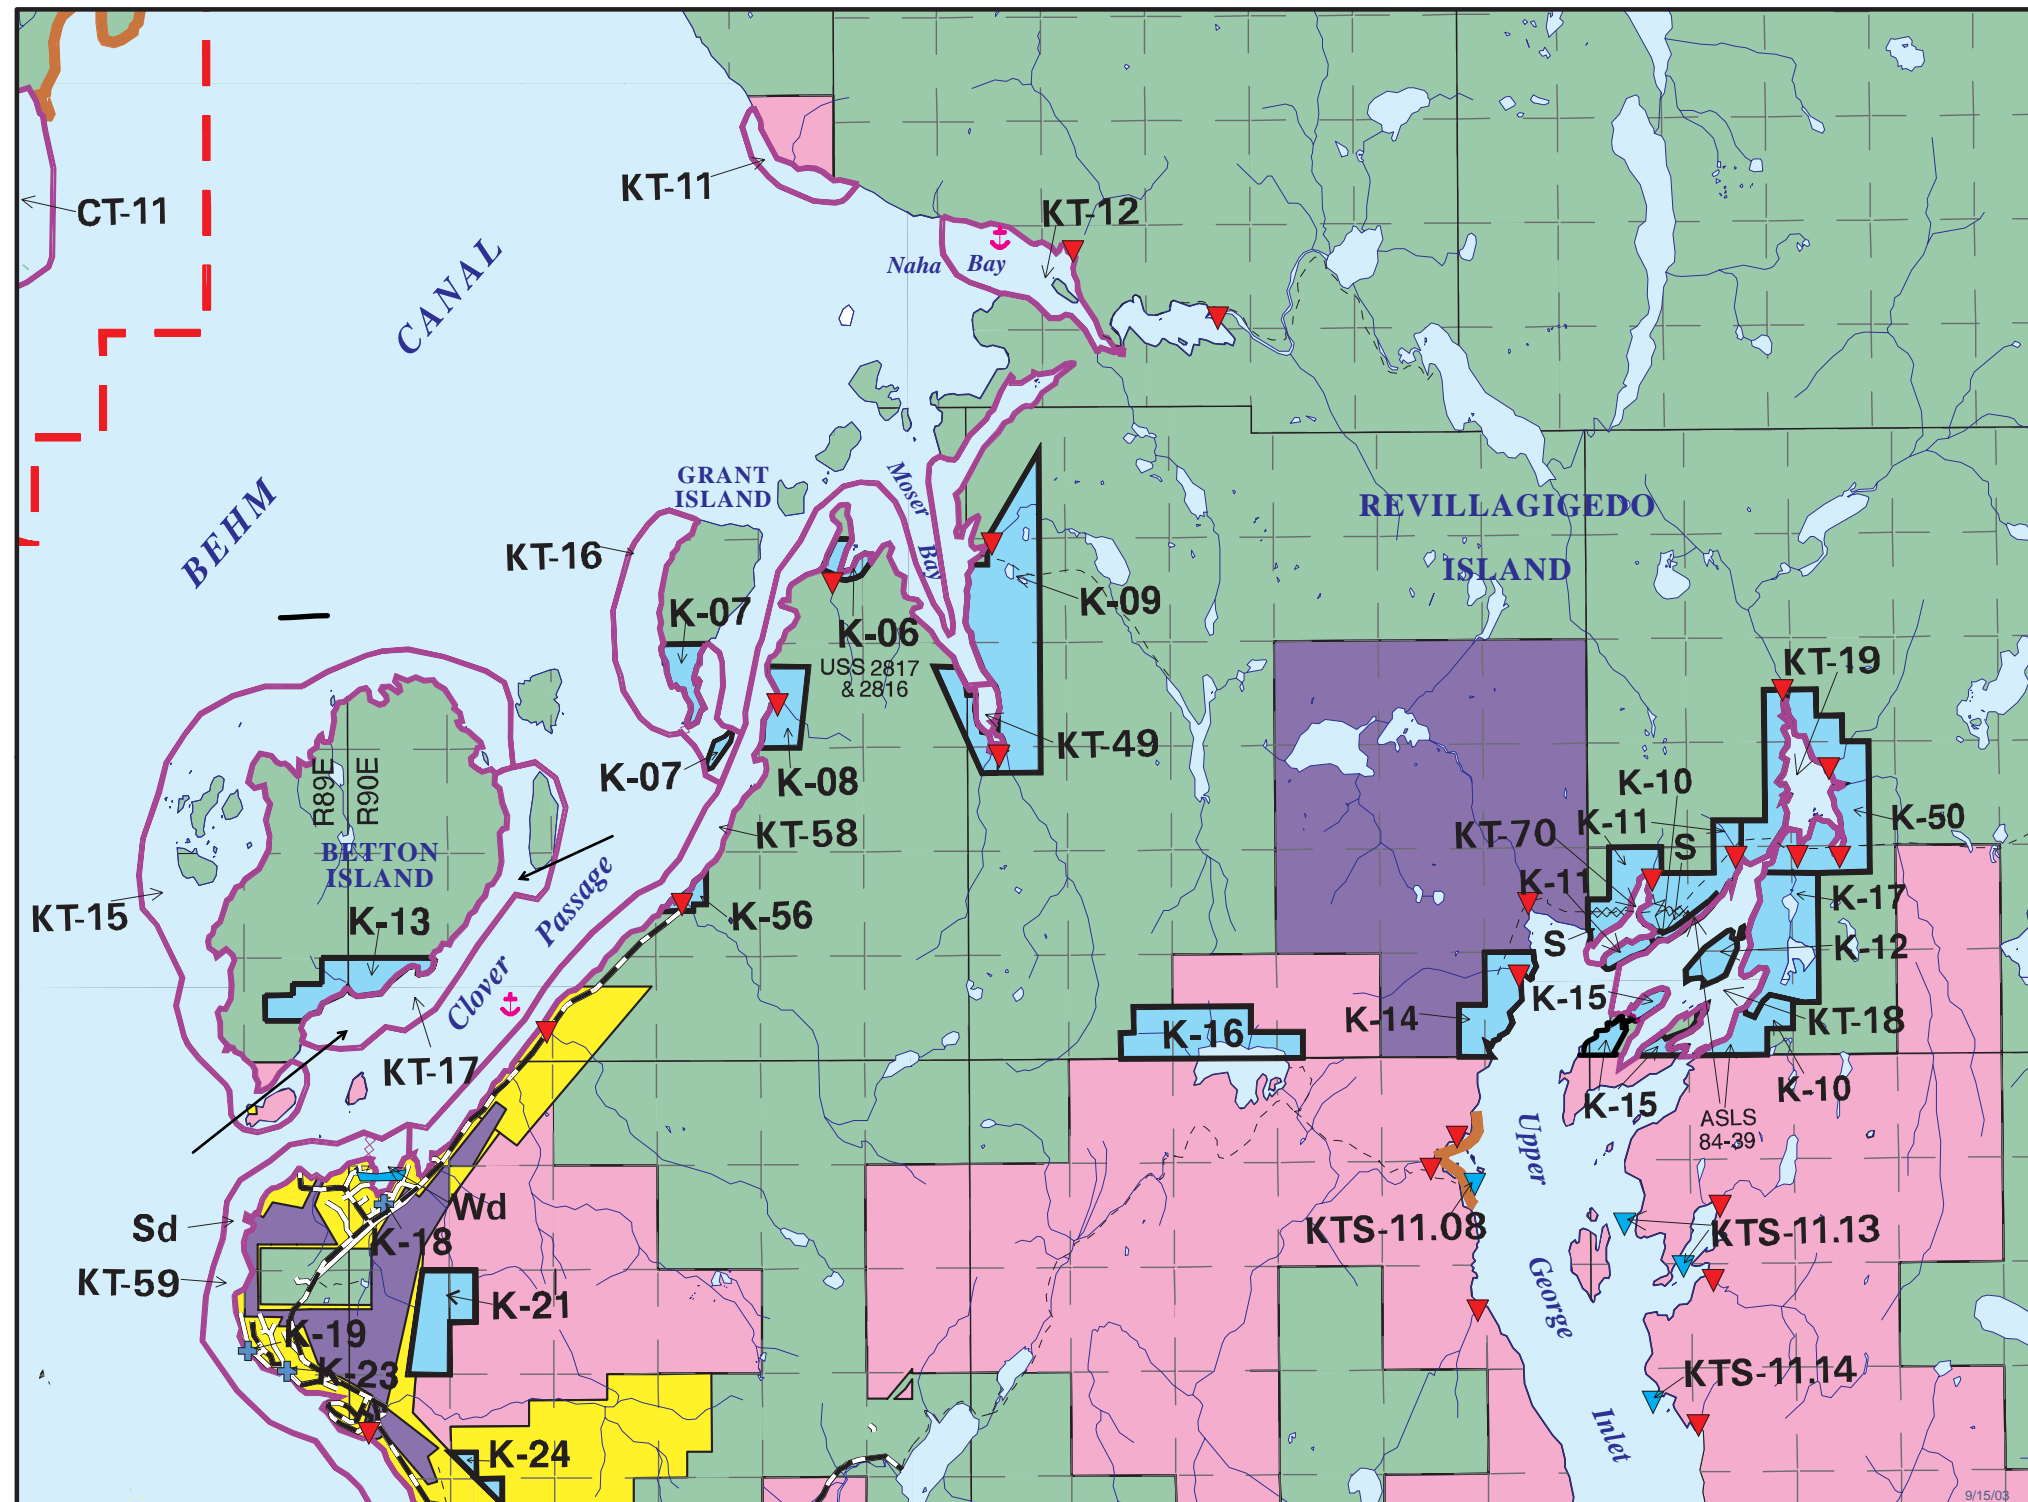 CT-11
KT-11
KT-12
Naha Bay
CANAL
BEHM
GRANT
ISLAND
Moser
Bay
REVILLAGIGEDO
ISLAND
KT-16
K-07
K-06
USS 2817
& 2816
K-09
KT-49
K-07
K-08
KT-58
KT-19
K-10
K-11
K-50
KT-70
S
K-11
K-17
S
K-12
K-15
KT-18
K-14
K-16
K-10
K-15
ASLS
84-39
R89E
R90E
BETTON
ISLAND
KT-15
K-13
K-56
Clover Passage
KT-17
Sd
Wd
K-18
KT-59
K-21
K-19
K-23
K-24
Upper
George
Inlet
KTS-11.08
KTS-11.13
KTS-11.14
9/15/03